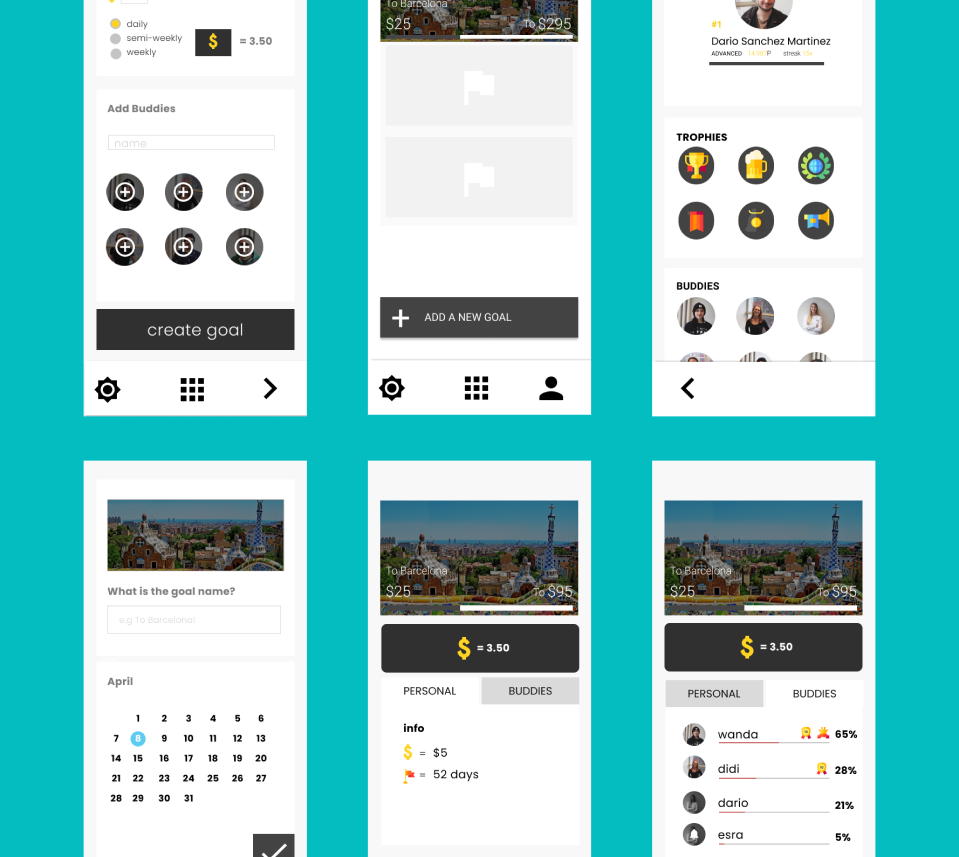 daily
semi-weekly
weekly
$ = 3.50
Add Buddies
name
create goal
To Barcelona
$25
To $295
ADD A NEW GOAL
#1
Dario Sanchez Martinez
ADVANCED
P
streak
TROPHIES
BUDDIES
What is the goal name?
e.g To Barcelona!
April
1 2 3 4 5 6
7 8 9 10 11 12 13
14 15 16 17 18 19 20
21 22 23 24 25 26 27
28 29 30 31
To Barcelona
$25
To $95
$ = 3.50
PERSONAL BUDDIES
info
$ = $5
= 52 days
To Barcelona
$25
To $95
$ = 3.50
PERSONAL BUDDIES
wanda 65%
didi 28%
dario 21%
esra 5%